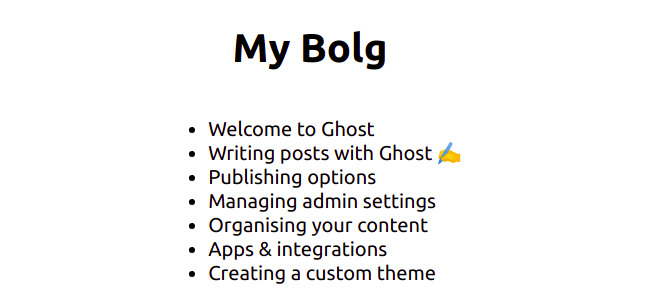 My Bolg
Welcome to Ghost
Writing posts with Ghost ✍️
Publishing options
Managing admin settings
Organising your content
Apps & integrations
Creating a custom theme